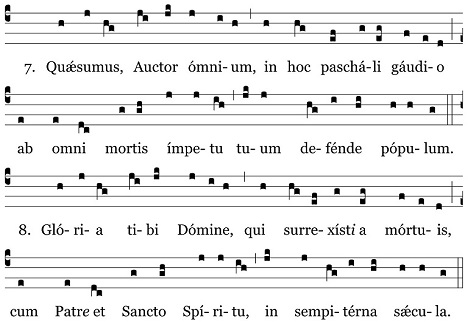 7. Quǽsumus, Auctor ómni-um, in hoc paschá-li gáudi-o
ab omni mortis ímpe-tu tu-um de-fénde pópu-lum.
8. Gló-ri-a ti-bi Dómine, qui surre-xísti a mórtu-is,
cum Patre et Sancto Spí-ri-tu, in sempi-térna sǽcu-la.